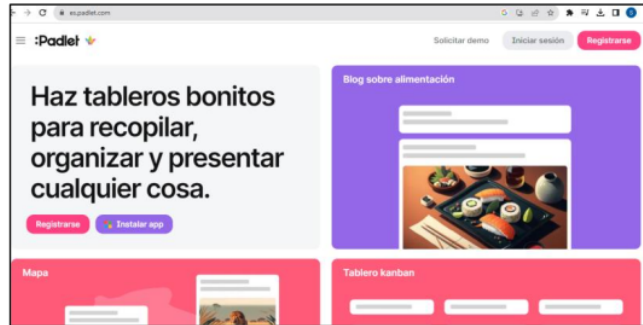 es.padlet.com
:Padlet
Solicitar demo
Iniciar sesión
Registrarse
Haz tableros bonitos
para recopilar,
organizar y presentar
cualquier cosa.
Registrarse
Instalar app
Blog sobre alimentación
Mapa
Tablero kanban